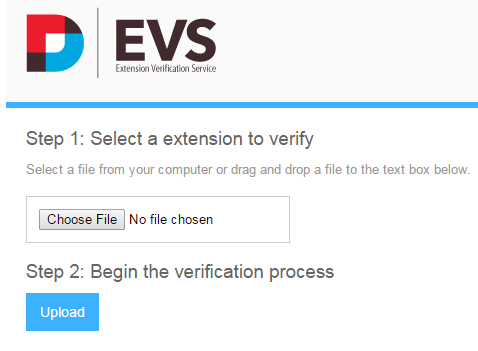 EVS
Extension Verification Service
Step 1: Select a extension to verify
Select a file from your computer or drag and drop a file to the text box below.
Choose File No file chosen
Step 2: Begin the verification process
Upload